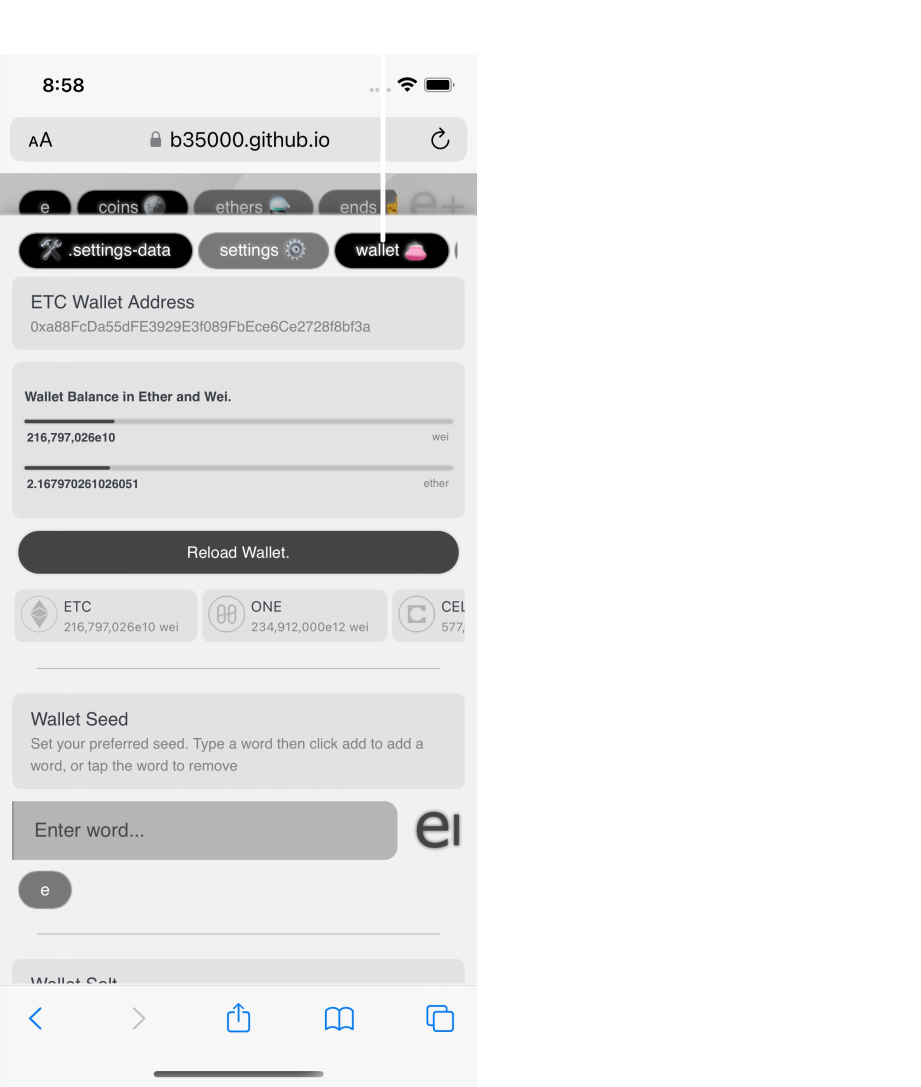 8:58
AA b35000.github.io
e coins ethers ends e+
.settings-data settings wallet
ETC Wallet Address
0xa88FcDa55dFE3929E3f089FbEce6Ce2728f8bf3a
Wallet Balance in Ether and Wei.
216,797,026e10 wei
2.167970261026051 ether
Reload Wallet.
ETC ONE CEL
216,797,026e10 wei 234,912,000e12 wei 577,
Wallet Seed
Set your preferred seed. Type a word then click add to add a
word, or tap the word to remove
Enter word...
e
Wallet Salt